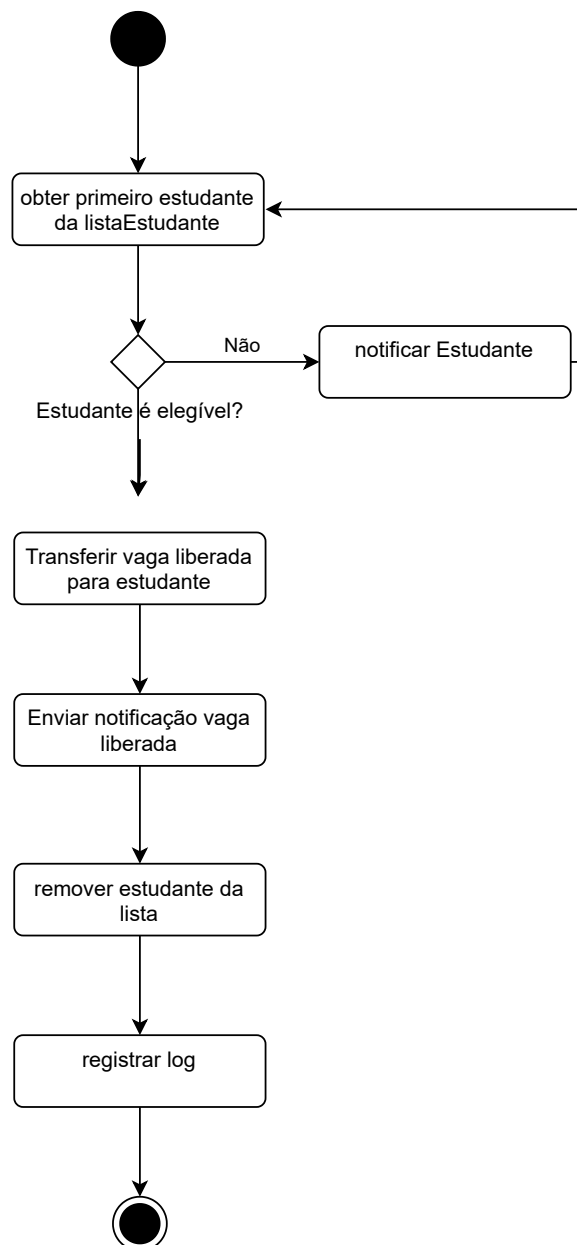 obter primeiro estudante
da listaEstudante
Não
notificar Estudante
Estudante é elegível?
Transferir vaga liberada
para estudante
Enviar notificação vaga
liberada
remover estudante da
lista
registrar log